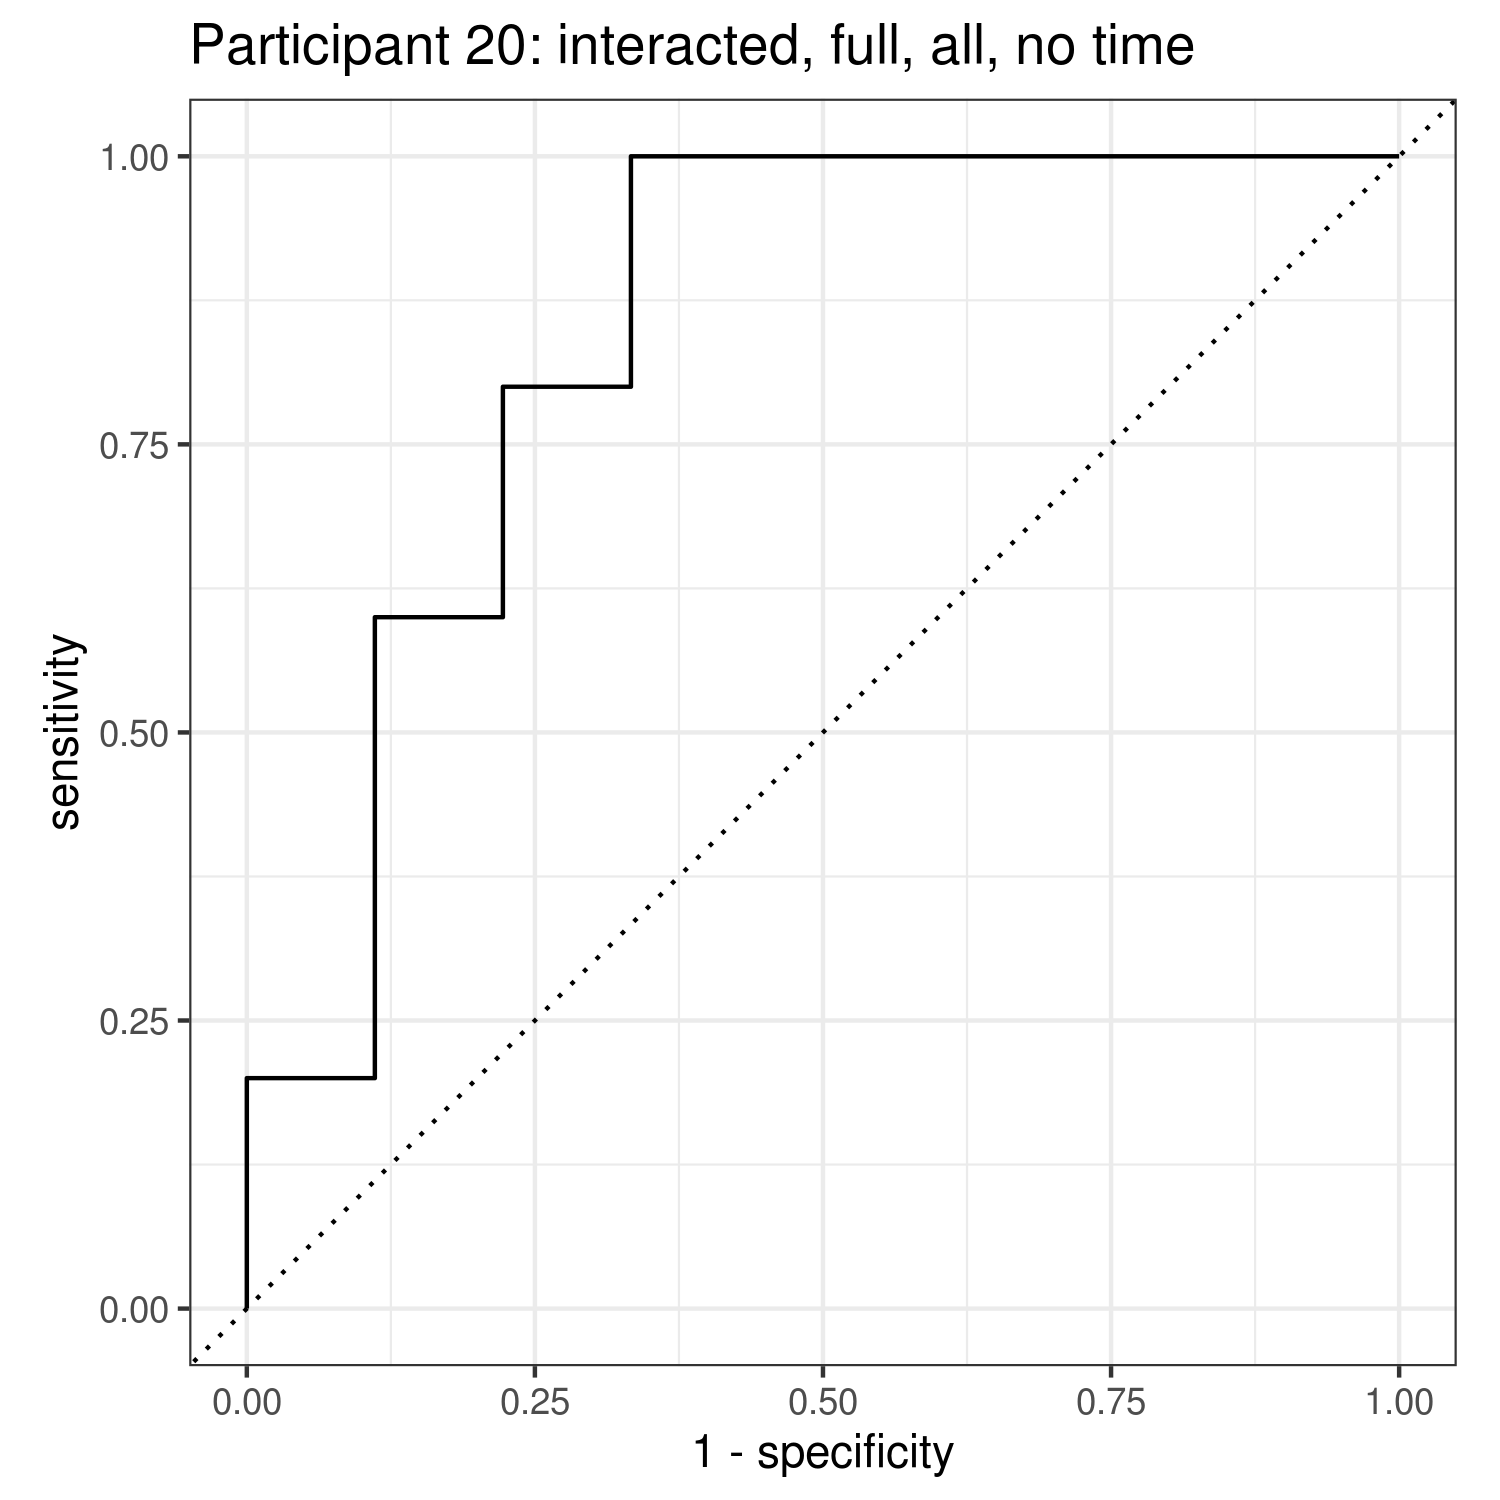 Participant 20: interacted, full, all, no time
1.00
0.75
0.50
0.25
0.00
sensitivity
0.00 0.25 0.50 0.75 1.00
1 - specificity